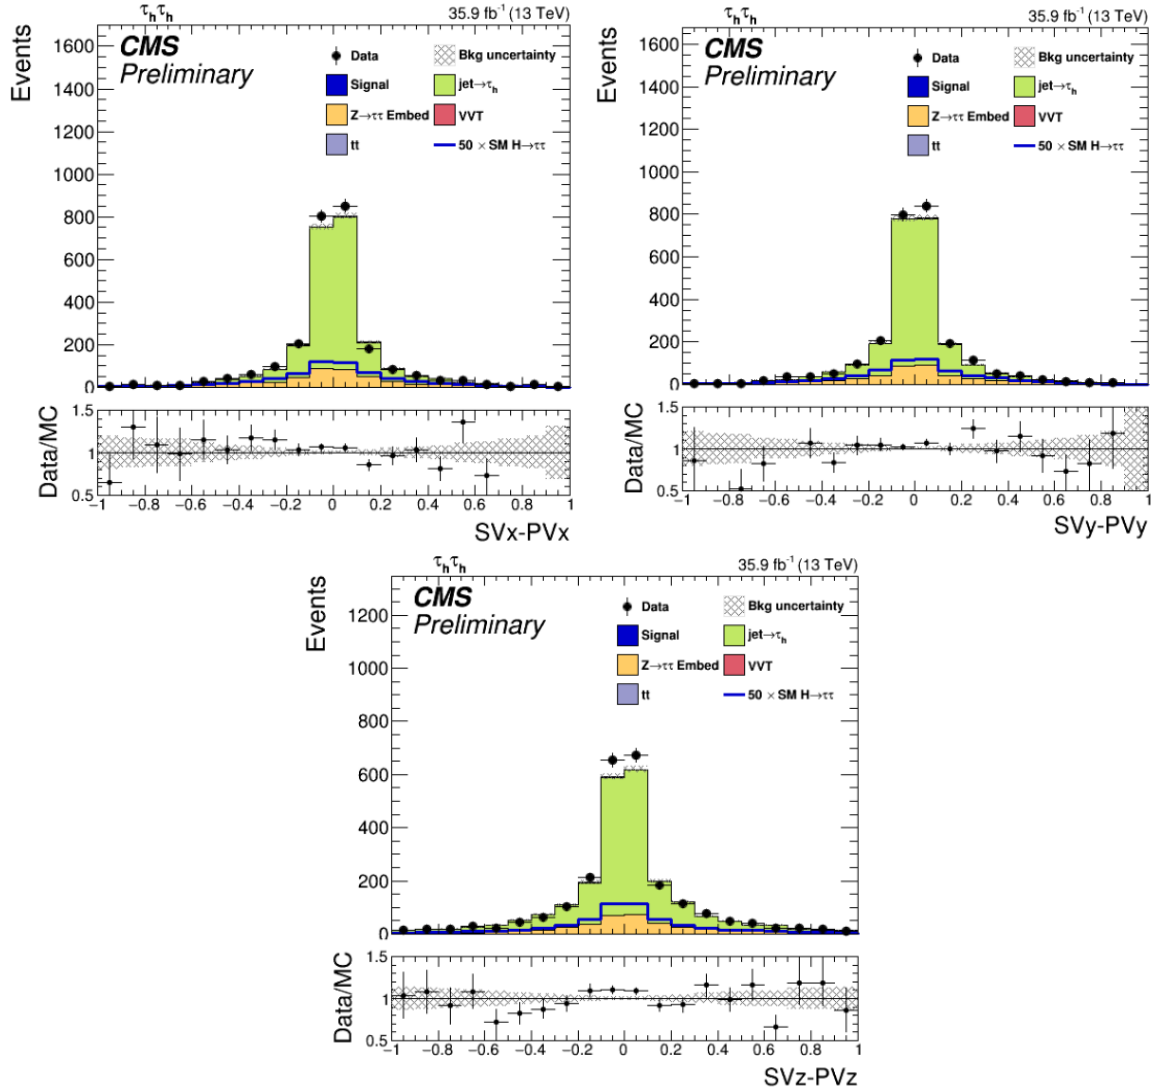 τhτh 35.9 fb⁻¹ (13 TeV)
Events
1600
1400
1200
1000
800
600
400
200
0
CMS
Preliminary
Data
Bkg uncertainty
Signal
jet→τh
Z→ττ Embed
VVT
tt
50 × SM H→ττ
Data/MC
1.5
1
0.5
−1 −0.8 −0.6 −0.4 −0.2 0 0.2 0.4 0.6 0.8 1
SVx-PVx
τhτh 35.9 fb⁻¹ (13 TeV)
Events
1600
1400
1200
1000
800
600
400
200
0
CMS
Preliminary
Data
Bkg uncertainty
Signal
jet→τh
Z→ττ Embed
VVT
tt
50 × SM H→ττ
Data/MC
1.5
1
0.5
−1 −0.8 −0.6 −0.4 −0.2 0 0.2 0.4 0.6 0.8 1
SVy-PVy
τhτh 35.9 fb⁻¹ (13 TeV)
Events
1200
1000
800
600
400
200
0
CMS
Preliminary
Data
Bkg uncertainty
Signal
jet→τh
Z→ττ Embed
VVT
tt
50 × SM H→ττ
Data/MC
1.5
1
0.5
−1 −0.8 −0.6 −0.4 −0.2 0 0.2 0.4 0.6 0.8 1
SVz-PVz